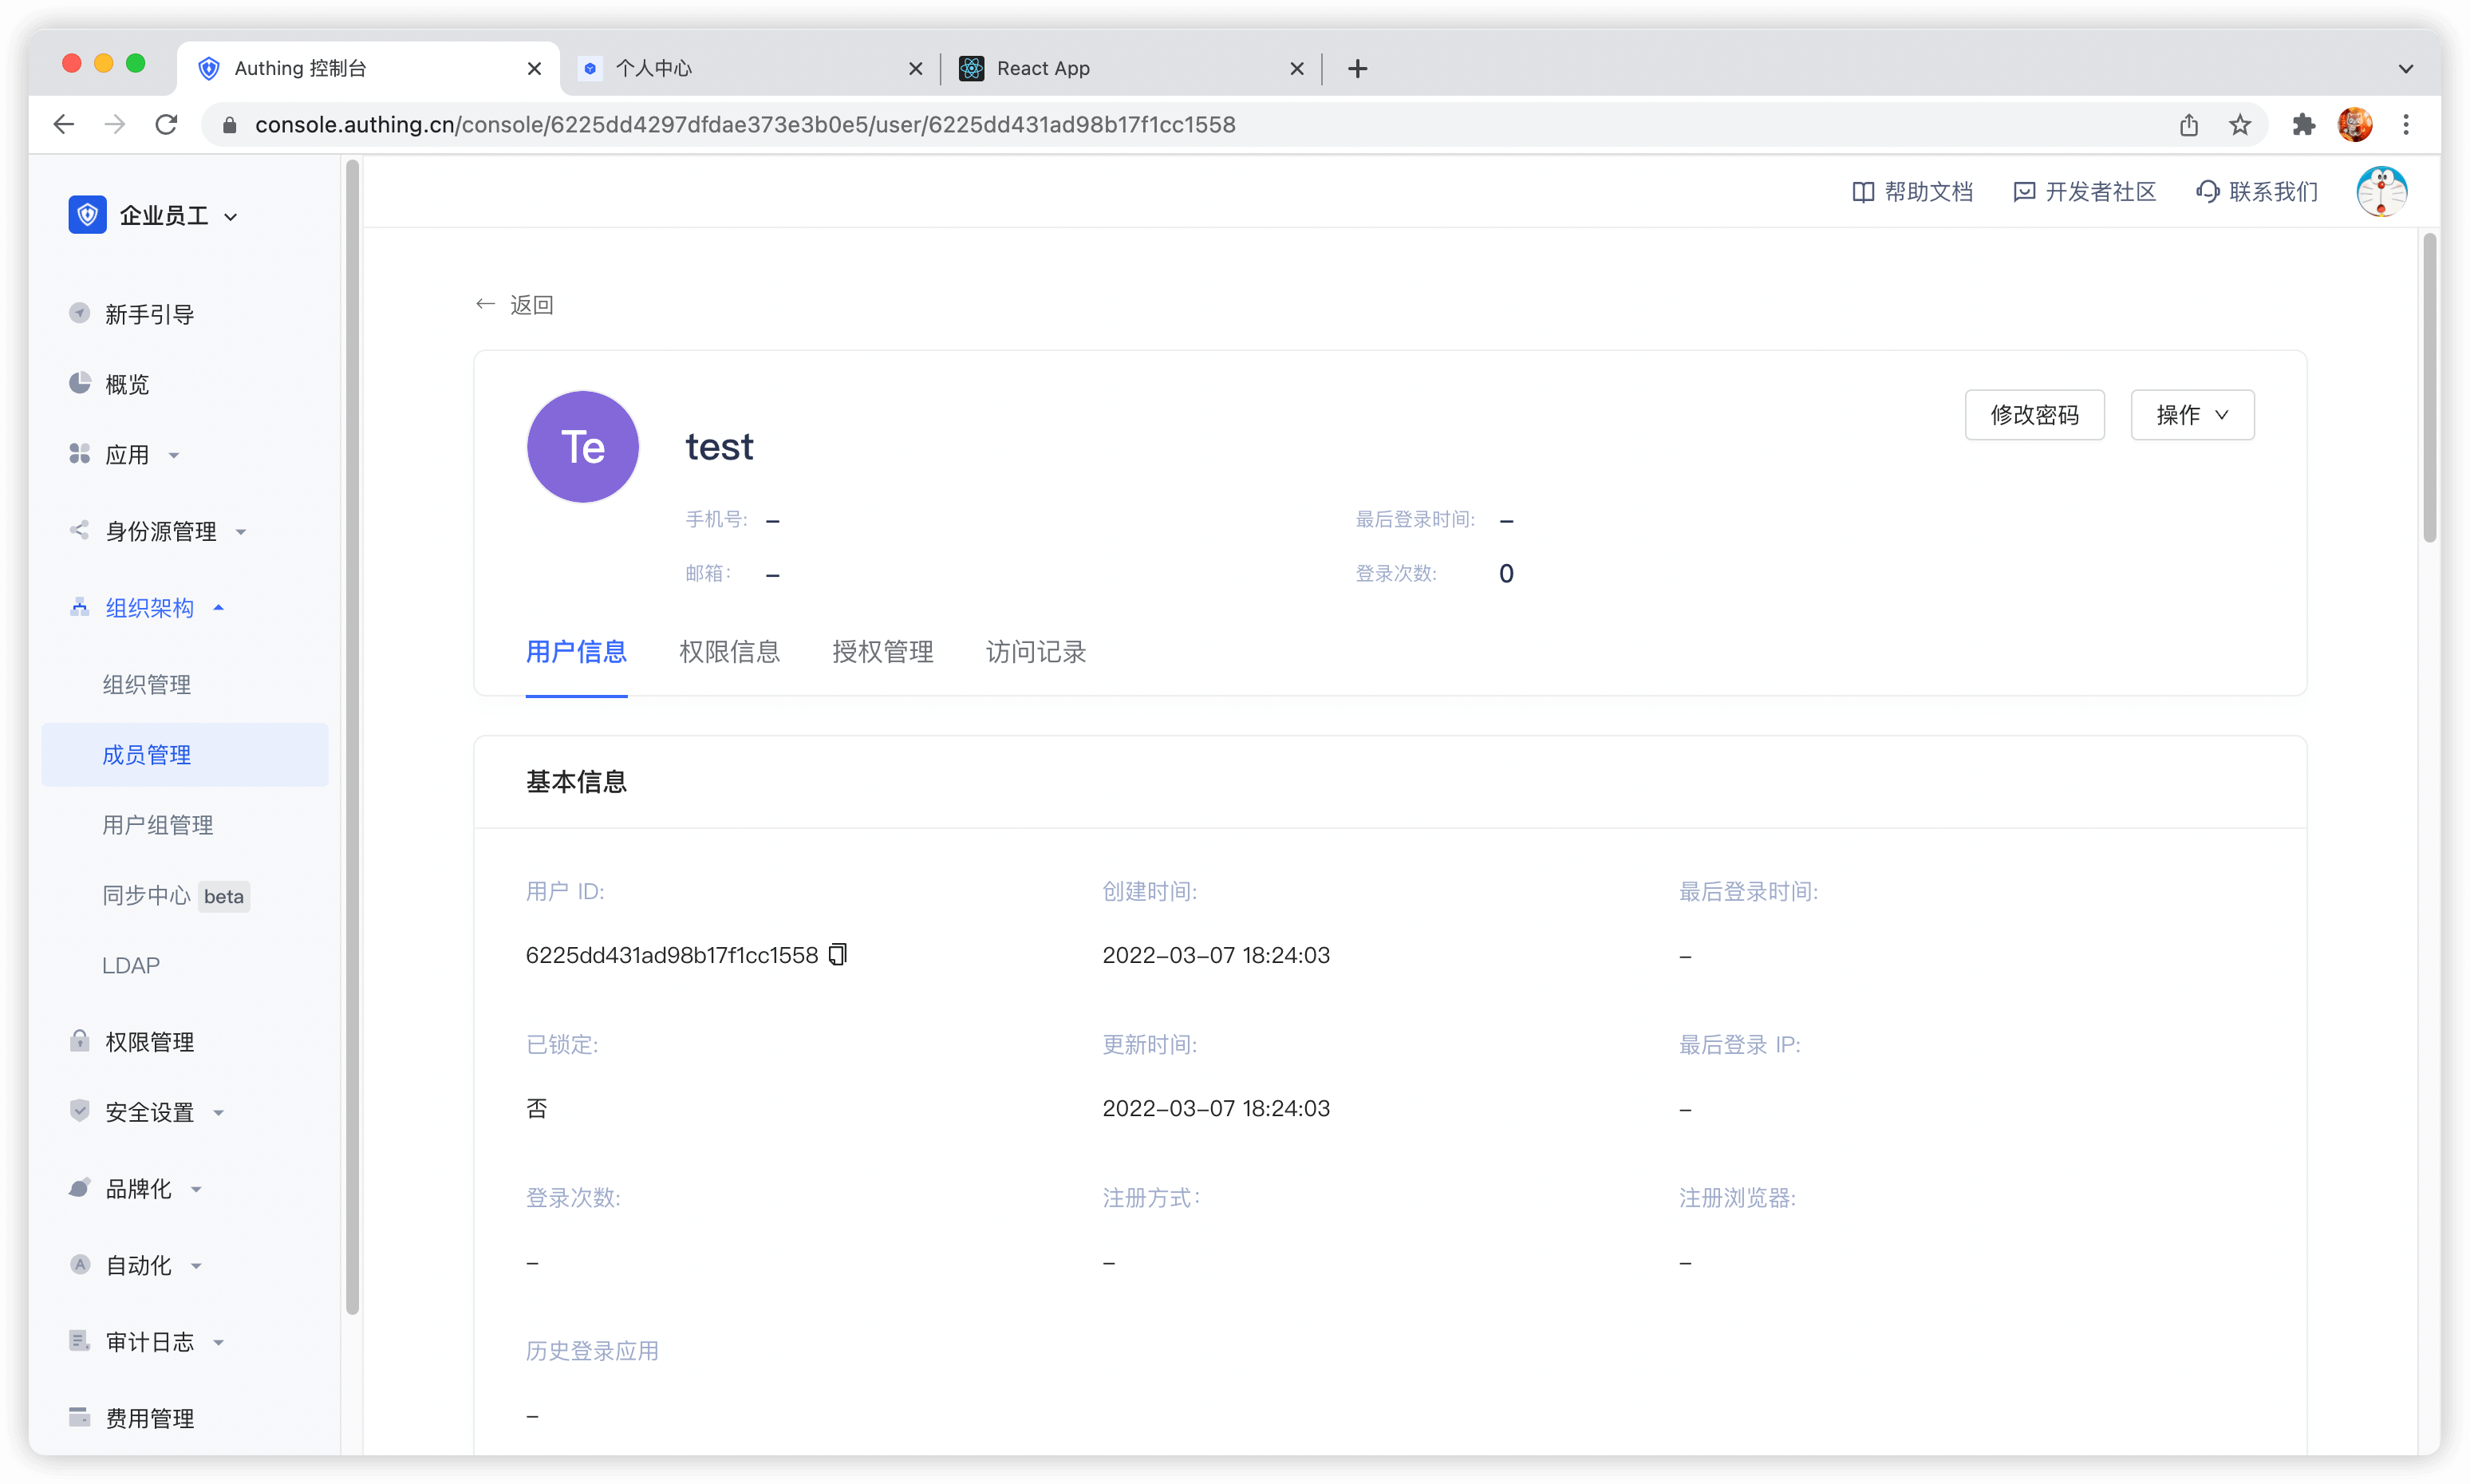 Authing 控制台
个人中心
React App
console.authing.cn/console/6225dd4297dfdae373e3b0e5/user/6225dd431ad98b17f1cc1558
企业员工
帮助文档
开发者社区
联系我们
新手引导
概览
应用
身份源管理
组织架构
组织管理
成员管理
用户组管理
同步中心 beta
LDAP
权限管理
安全设置
品牌化
自动化
审计日志
费用管理
← 返回
Te
test
修改密码
操作
手机号: –
最后登录时间: –
邮箱: –
登录次数: 0
用户信息
权限信息
授权管理
访问记录
基本信息
用户 ID:
创建时间:
最后登录时间:
6225dd431ad98b17f1cc1558
2022-03-07 18:24:03
–
已锁定:
更新时间:
最后登录 IP:
否
2022-03-07 18:24:03
–
登录次数:
注册方式:
注册浏览器:
–
–
–
历史登录应用
–